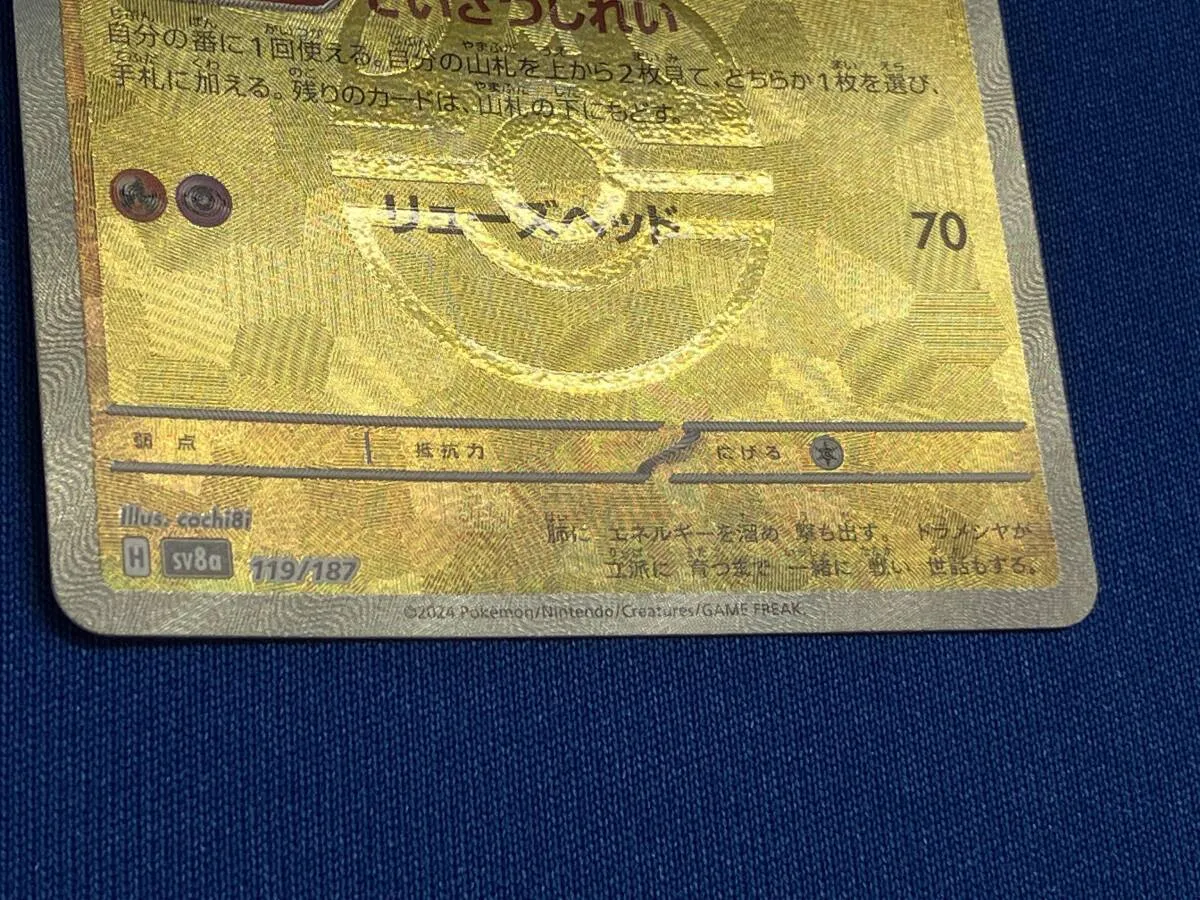 ていさつしれい
自分の番に1回使える。自分の山札を上から2枚見て、どちらか1枚を選び、
手札に加える。残りのカードは、山札の下にもどす。
リューズヘッド 70
弱点 抵抗力 にげる
Illus. cochi8i
肺に エネルギーを溜め 撃ち出す。 ドラメシヤが
立派に 育つまで 一緒に 戦い 世話もする。
H sv8a 119/187
©2024 Pokémon/Nintendo/Creatures/GAME FREAK.